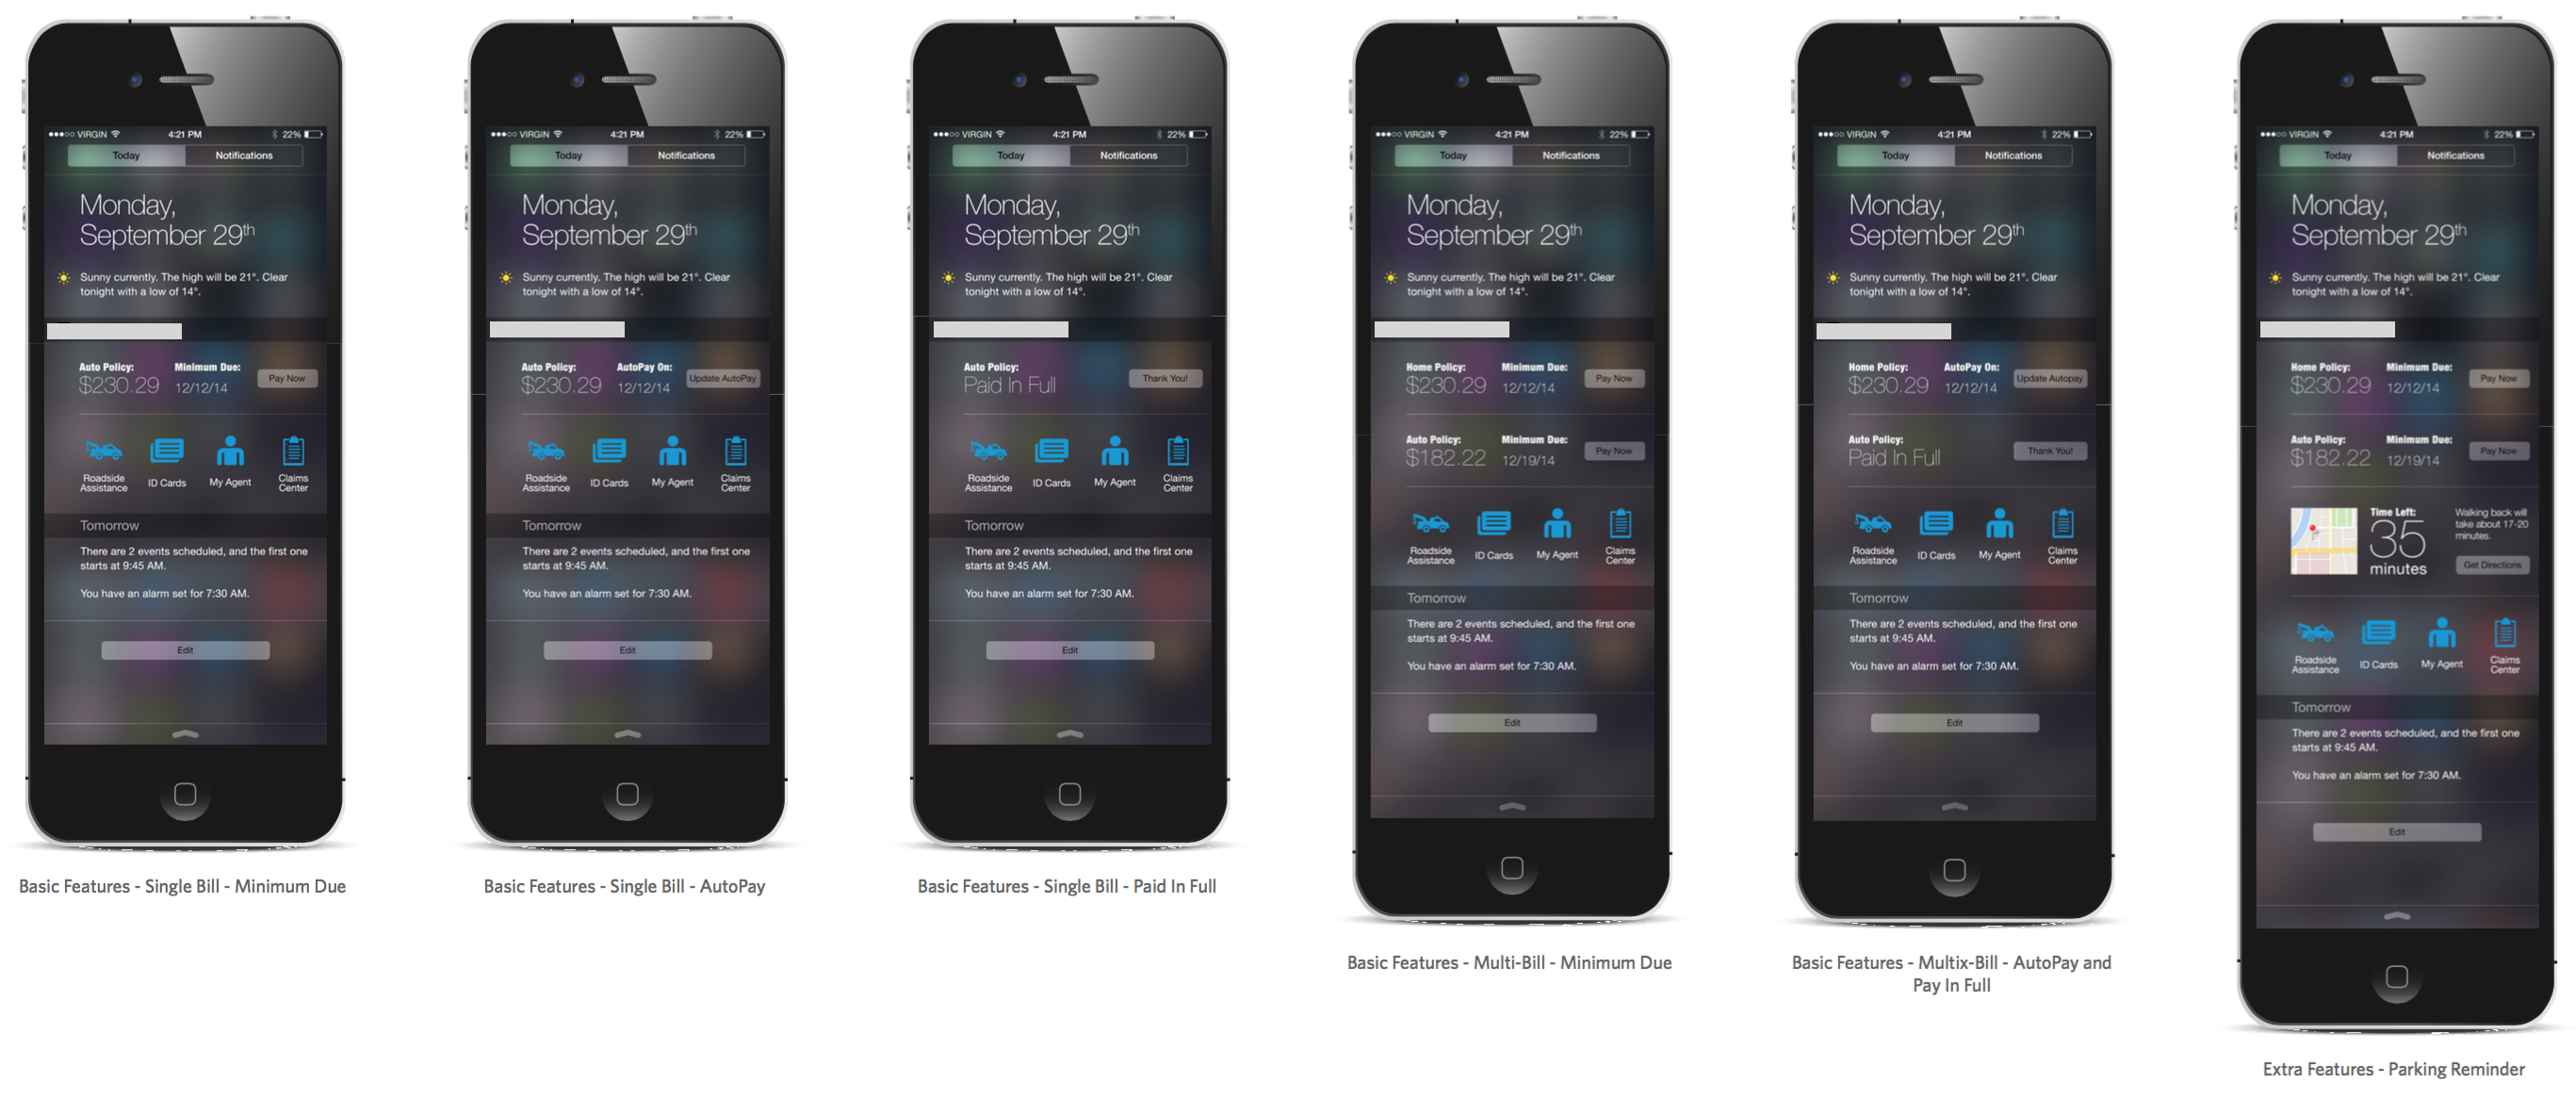 ●●●○○ VIRGIN 4:21 PM 22%
Today Notifications
Monday,
September 29th
Sunny currently. The high will be 21°. Clear
tonight with a low of 14°.
Auto Policy: Minimum Due:
$230.29 12/12/14 Pay Now
Roadside
Assistance ID Cards My Agent Claims
Center
Tomorrow
There are 2 events scheduled, and the first one
starts at 9:45 AM.
You have an alarm set for 7:30 AM.
Edit
Basic Features - Single Bill - Minimum Due
●●●○○ VIRGIN 4:21 PM 22%
Today Notifications
Monday,
September 29th
Sunny currently. The high will be 21°. Clear
tonight with a low of 14°.
Auto Policy: AutoPay On:
$230.29 12/12/14 Update AutoPay
Roadside
Assistance ID Cards My Agent Claims
Center
Tomorrow
There are 2 events scheduled, and the first one
starts at 9:45 AM.
You have an alarm set for 7:30 AM.
Edit
Basic Features - Single Bill - AutoPay
●●●○○ VIRGIN 4:21 PM 22%
Today Notifications
Monday,
September 29th
Sunny currently. The high will be 21°. Clear
tonight with a low of 14°.
Auto Policy:
Paid In Full Thank You!
Roadside
Assistance ID Cards My Agent Claims
Center
Tomorrow
There are 2 events scheduled, and the first one
starts at 9:45 AM.
You have an alarm set for 7:30 AM.
Edit
Basic Features - Single Bill - Paid In Full
●●●○○ VIRGIN 4:21 PM 22%
Today Notifications
Monday,
September 29th
Sunny currently. The high will be 21°. Clear
tonight with a low of 14°.
Home Policy: Minimum Due:
$230.29 12/12/14 Pay Now
Auto Policy: Minimum Due:
$182.22 12/19/14 Pay Now
Roadside
Assistance ID Cards My Agent Claims
Center
Tomorrow
There are 2 events scheduled, and the first one
starts at 9:45 AM.
You have an alarm set for 7:30 AM.
Edit
Basic Features - Multi-Bill - Minimum Due
●●●○○ VIRGIN 4:21 PM 22%
Today Notifications
Monday,
September 29th
Sunny currently. The high will be 21°. Clear
tonight with a low of 14°.
Home Policy: AutoPay On:
$230.29 12/12/14 Update Autopay
Auto Policy:
Paid In Full Thank You!
Roadside
Assistance ID Cards My Agent Claims
Center
Tomorrow
There are 2 events scheduled, and the first one
starts at 9:45 AM.
You have an alarm set for 7:30 AM.
Edit
Basic Features - Multix-Bill - AutoPay and
Pay In Full
●●●○○ VIRGIN 4:21 PM 22%
Today Notifications
Monday,
September 29th
Sunny currently. The high will be 21°. Clear
tonight with a low of 14°.
Home Policy: Minimum Due:
$230.29 12/12/14 Pay Now
Auto Policy: Minimum Due:
$182.22 12/19/14 Pay Now
Time Left:
35
minutes
Walking back will
take about 17-20
minutes.
Get Directions
Roadside
Assistance ID Cards My Agent Claims
Center
Tomorrow
There are 2 events scheduled, and the first one
starts at 9:45 AM.
You have an alarm set for 7:30 AM.
Edit
Extra Features - Parking Reminder